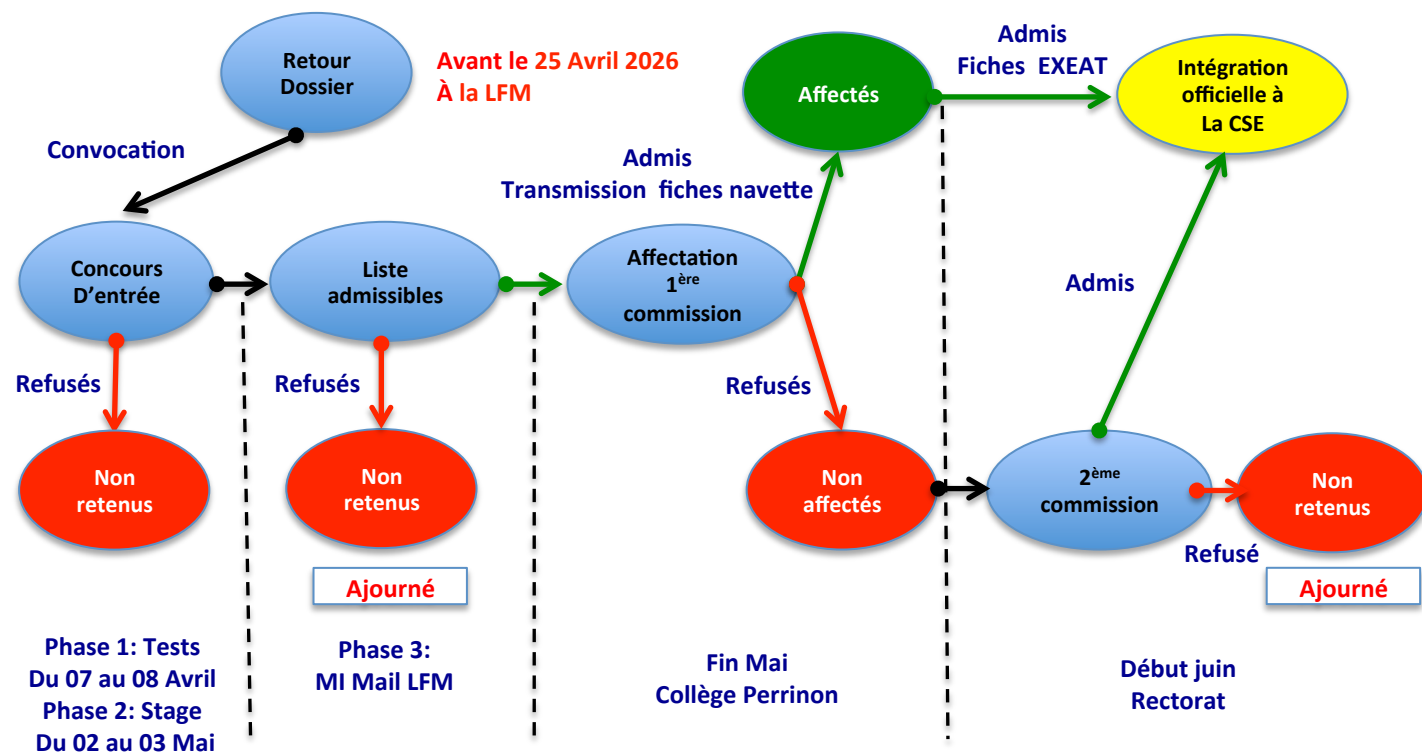 Retour
Dossier
Avant le 25 Avril 2026
À la LFM
Convocation
Concours
D'entrée
Refusés
Non
retenus
Phase 1: Tests
Du 07 au 08 Avril
Phase 2: Stage
Du 02 au 03 Mai
Liste
admissibles
Refusés
Non
retenus
Ajourné
Phase 3:
MI Mail LFM
Affectation
1ère
commission
Admis
Transmission fiches navette
Affectés
Refusés
Non
affectés
Fin Mai
Collège Perrinon
Admis
Fiches EXEAT
Intégration
officielle à
La CSE
Admis
2ème
commission
Refusé
Non
retenus
Ajourné
Début juin
Rectorat